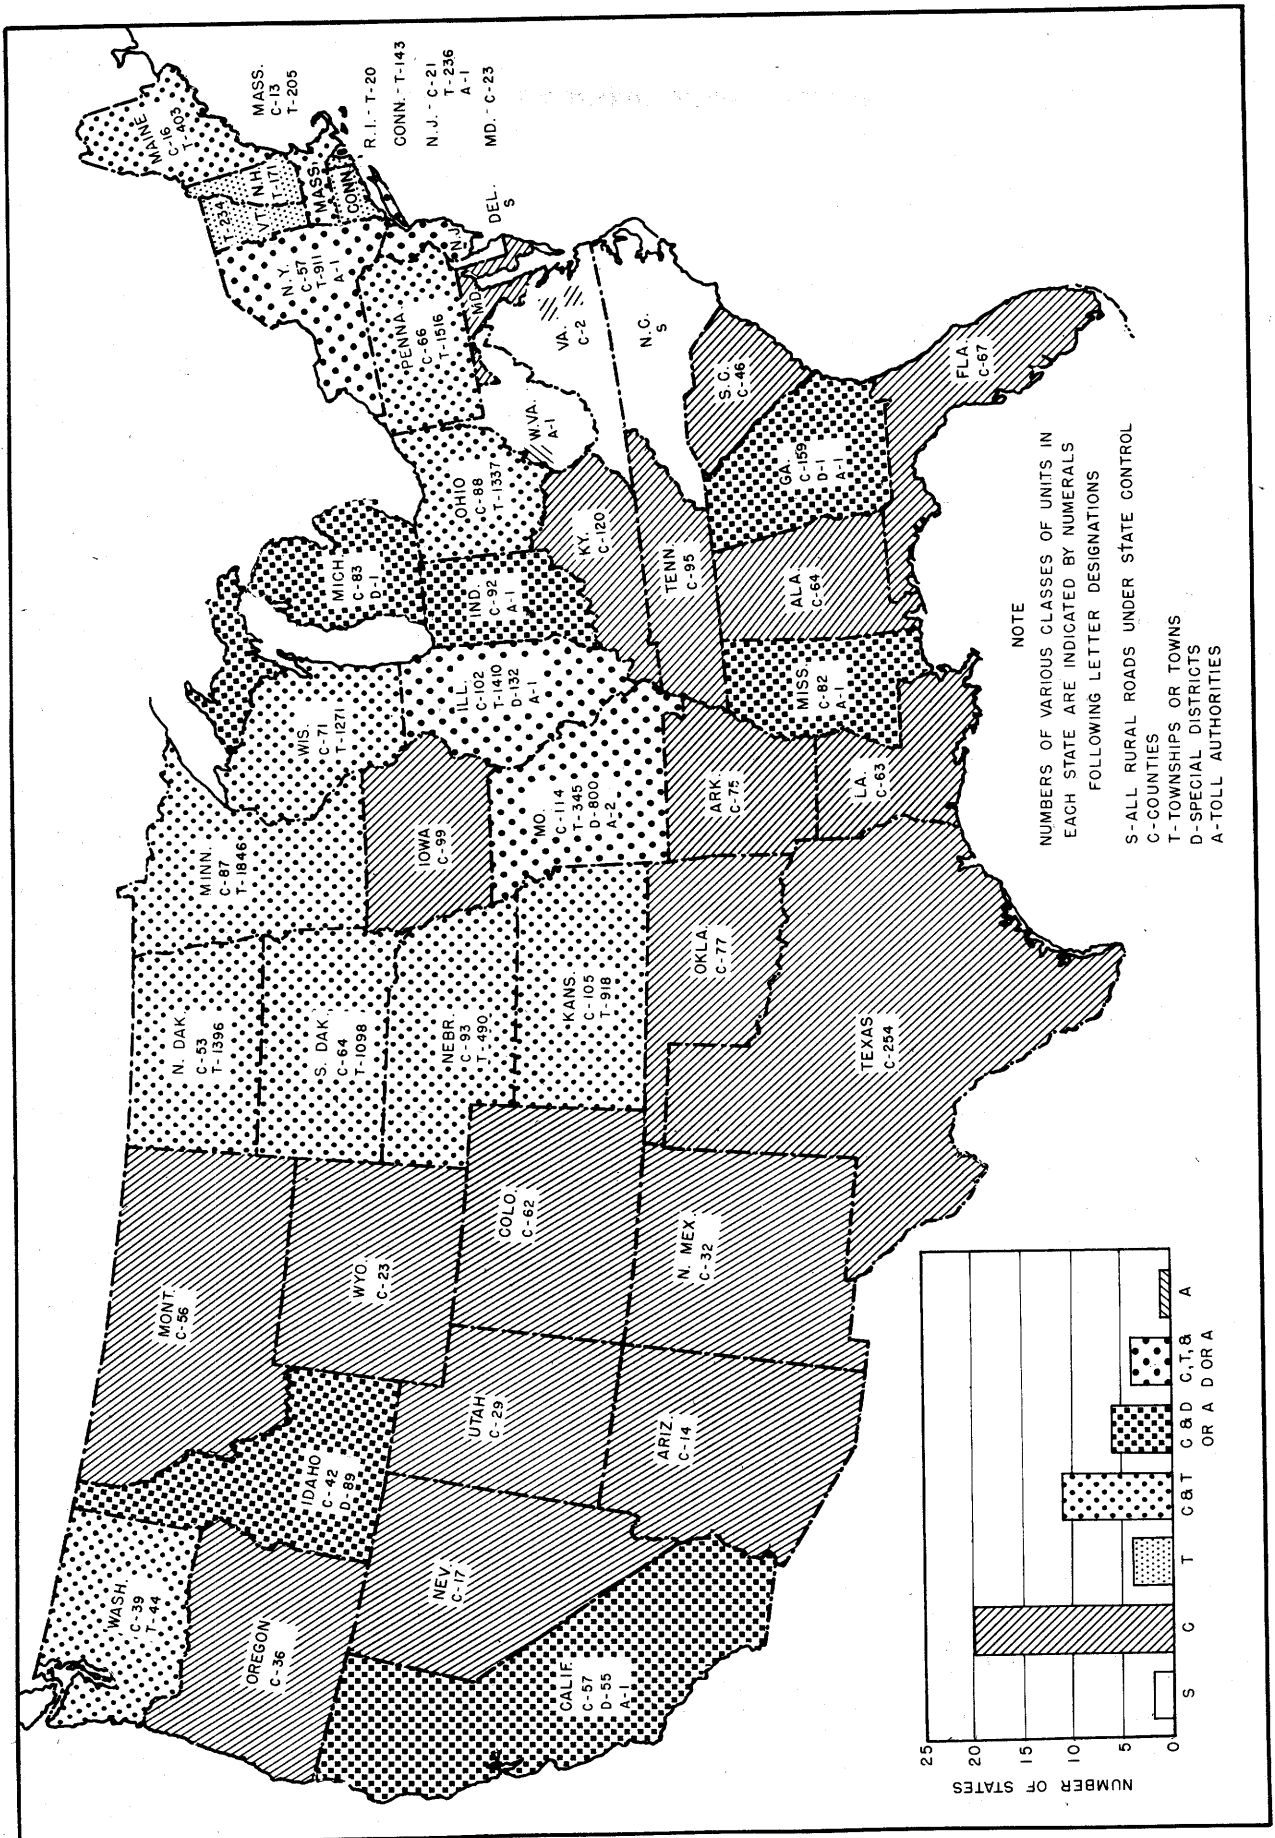 WASH.
C-39
T-44
OREGON
C-36
CALIF.
C-57
D-55
A-1
IDAHO
C-42
D-89
NEV.
C-17
MONT.
C-56
WYO.
C-23
UTAH
C-29
ARIZ.
C-14
COLO.
C-62
N. MEX.
C-32
N. DAK.
C-53
T-1396
S. DAK.
C-64
T-1098
NEBR.
C-93
T-490
KANS.
C-105
T-918
OKLA.
C-77
TEXAS
C-254
MINN.
C-87
T-1846
IOWA
C-99
MO.
C-114
T-345
D-800
A-2
ARK.
C-75
LA.
C-63
WIS.
C-71
T-1271
ILL.
C-102
T-1410
D-132
A-1
MICH.
C-83
D-1
IND.
C-92
A-1
OHIO
C-88
T-1337
KY.
C-120
TENN.
C-95
MISS.
C-82
A-1
ALA.
C-64
GA.
C-159
D-1
A-1
FLA.
C-67
S.C.
C-46
N.C.
S
VA.
C-2
W.VA.
A-1
MD.
PENNA.
C-66
T-1516
N.J.
N.Y.
C-57
T-911
A-1
T-234
VT.
N.H.
T-171
MASS.
CONN.
MAINE
C-16
T-403
MASS.
C-13
T-205
R.I.-T-20
CONN.-T-143
N.J.-C-21
T-236
A-1
MD.-C-23
DEL.
S
NOTE
NUMBERS OF VARIOUS CLASSES OF UNITS IN
EACH STATE ARE INDICATED BY NUMERALS
FOLLOWING LETTER DESIGNATIONS
S-ALL RURAL ROADS UNDER STATE CONTROL
C-COUNTIES
T-TOWNSHIPS OR TOWNS
D-SPECIAL DISTRICTS
A-TOLL AUTHORITIES
NUMBER OF STATES
25
20
15
10
5
0
S C T C&T C&D C,T,& A
OR A D OR A